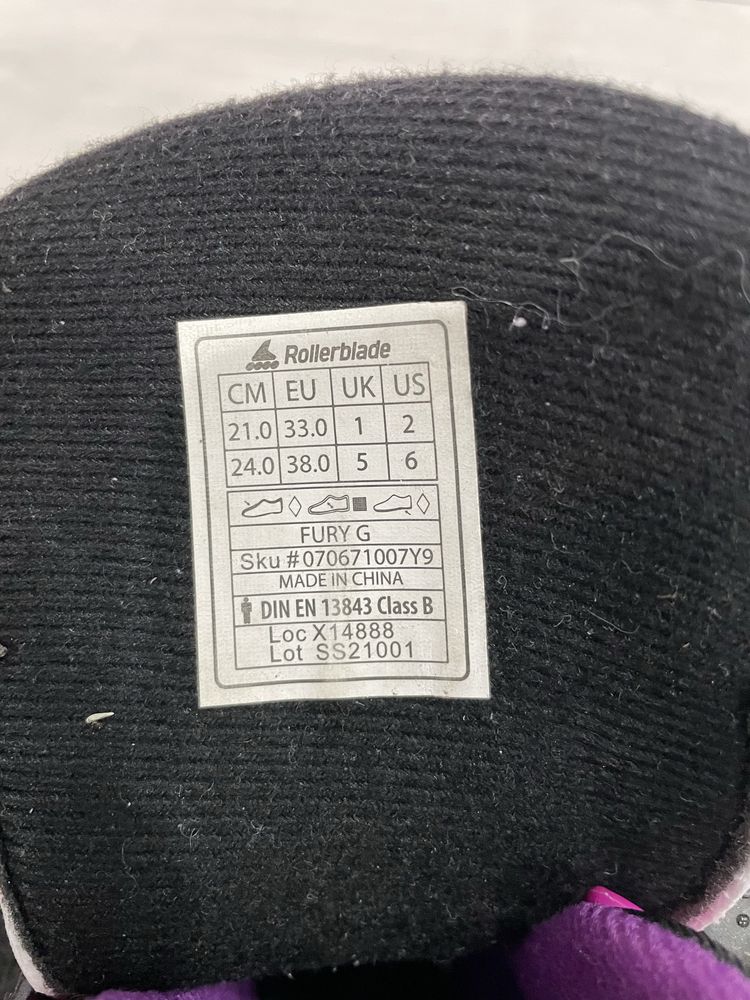 Rollerblade
CM EU UK US
21.0 33.0 1 2
24.0 38.0 5 6
FURY G
Sku # 070671007Y9
MADE IN CHINA
DIN EN 13843 Class B
Loc X14888
Lot SS21001